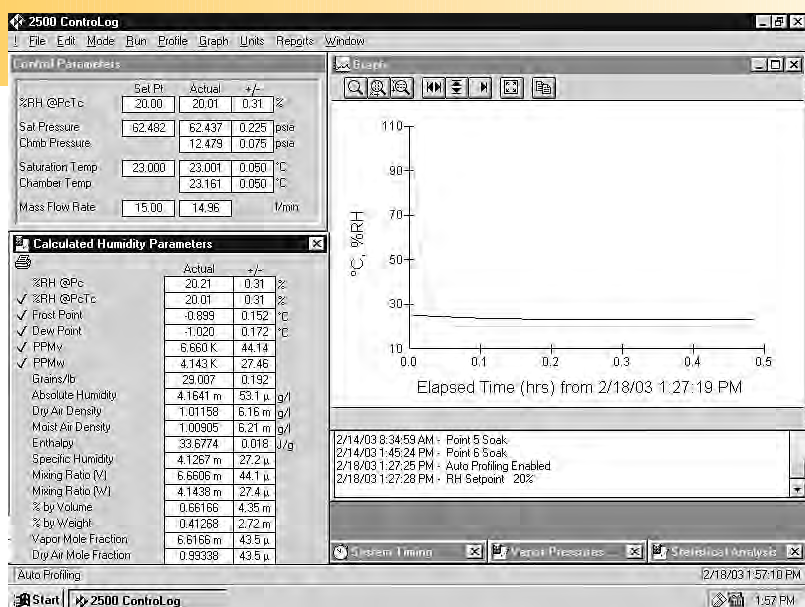 2500 ControLog
! File Edit Mode Run Profile Graph Units Reports Window
Control Parameters
Set Pt Actual +/-
%RH @PcTc 20.00 20.01 0.31 %
Sat Pressure 62.482 62.437 0.225 psia
Chmb Pressure 12.479 0.075 psia
Saturation Temp 23.000 23.001 0.050 °C
Chamber Temp 23.161 0.050 °C
Mass Flow Rate 15.00 14.96 l/min
Calculated Humidity Parameters
Actual +/-
%RH @Pc 20.21 0.31 %
%RH @PcTc 20.01 0.31 %
Frost Point -0.899 0.152 °C
Dew Point -1.020 0.172 °C
PPMv 6.660 K 44.14
PPMw 4.143 K 27.46
Grains/lb 29.007 0.192
Absolute Humidity 4.1641 m 53.1 µ g/l
Dry Air Density 1.01158 6.16 m g/l
Moist Air Density 1.00905 6.21 m g/l
Enthalpy 33.6774 0.018 J/g
Specific Humidity 4.1267 m 27.2 µ
Mixing Ratio (V) 6.6606 m 44.1 µ
Mixing Ratio (W) 4.1438 m 27.4 µ
% by Volume 0.66166 4.35 m
% by Weight 0.41268 2.72 m
Vapor Mole Fraction 6.6166 m 43.5 µ
Dry Air Mole Fraction 0.99338 43.5 µ
Graph
°C, %RH
110
90
70
50
30
10
0.0 0.1 0.2 0.3 0.4 0.5
Elapsed Time (hrs) from 2/18/03 1:27:19 PM
2/14/03 8:34:59 AM - Point 5 Soak
2/14/03 1:45:24 PM - Point 6 Soak
2/18/03 1:27:25 PM - Auto Profiling Enabled
2/18/03 1:27:28 PM - RH Setpoint 20%
System Timing Vapor Pressures ... Statistical Analysis
Auto Profiling 2/18/03 1:57:10 PM
Start 2500 ControLog 1:57 PM